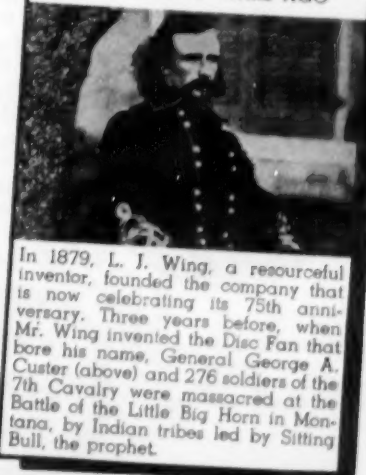 In 1879, L. J. Wing, a resourceful
inventor, founded the company that
is now celebrating its 75th anni-
versary. Three years before, when
Mr. Wing invented the Disc Fan that
bore his name, General George A.
Custer (above) and 276 soldiers of the
7th Cavalry were massacred at the
Battle of the Little Big Horn in Mon-
tana, by Indian tribes led by Sitting
Bull, the prophet.